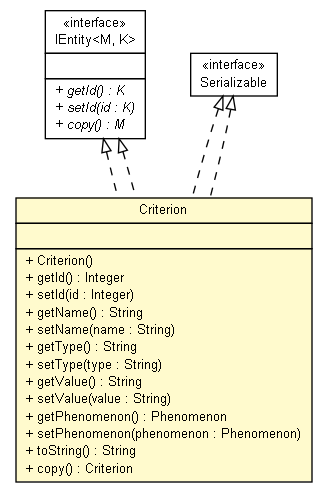 «interface»
IEntity<M, K>
+ getId() : K
+ setId(id : K)
+ copy() : M
«interface»
Serializable
Criterion
+ Criterion()
+ getId() : Integer
+ setId(id : Integer)
+ getName() : String
+ setName(name : String)
+ getType() : String
+ setType(type : String)
+ getValue() : String
+ setValue(value : String)
+ getPhenomenon() : Phenomenon
+ setPhenomenon(phenomenon : Phenomenon)
+ toString() : String
+ copy() : Criterion